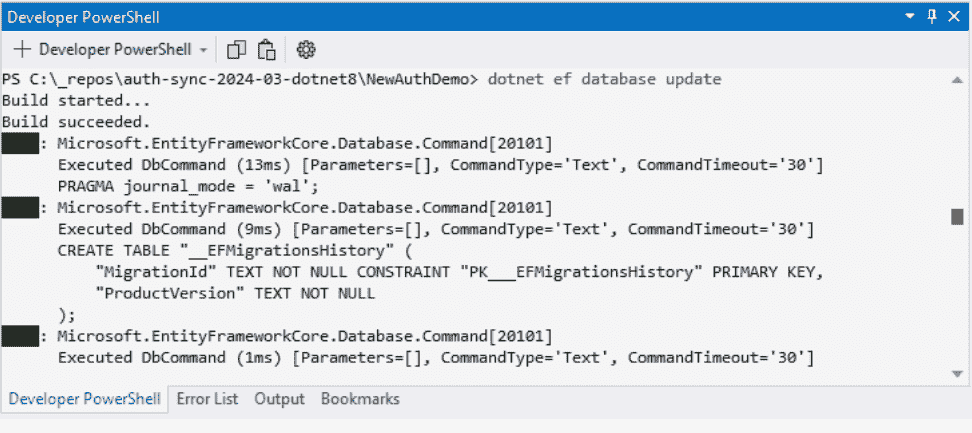 Developer PowerShell
Developer PowerShell
PS C:\_repos\auth-sync-2024-03-dotnet8\NewAuthDemo> dotnet ef database update
Build started...
Build succeeded.
: Microsoft.EntityFrameworkCore.Database.Command[20101]
Executed DbCommand (13ms) [Parameters=[], CommandType='Text', CommandTimeout='30']
PRAGMA journal_mode = 'wal';
: Microsoft.EntityFrameworkCore.Database.Command[20101]
Executed DbCommand (9ms) [Parameters=[], CommandType='Text', CommandTimeout='30']
CREATE TABLE "__EFMigrationsHistory" (
"MigrationId" TEXT NOT NULL CONSTRAINT "PK___EFMigrationsHistory" PRIMARY KEY,
"ProductVersion" TEXT NOT NULL
);
: Microsoft.EntityFrameworkCore.Database.Command[20101]
Executed DbCommand (1ms) [Parameters=[], CommandType='Text', CommandTimeout='30']
Developer PowerShell Error List Output Bookmarks